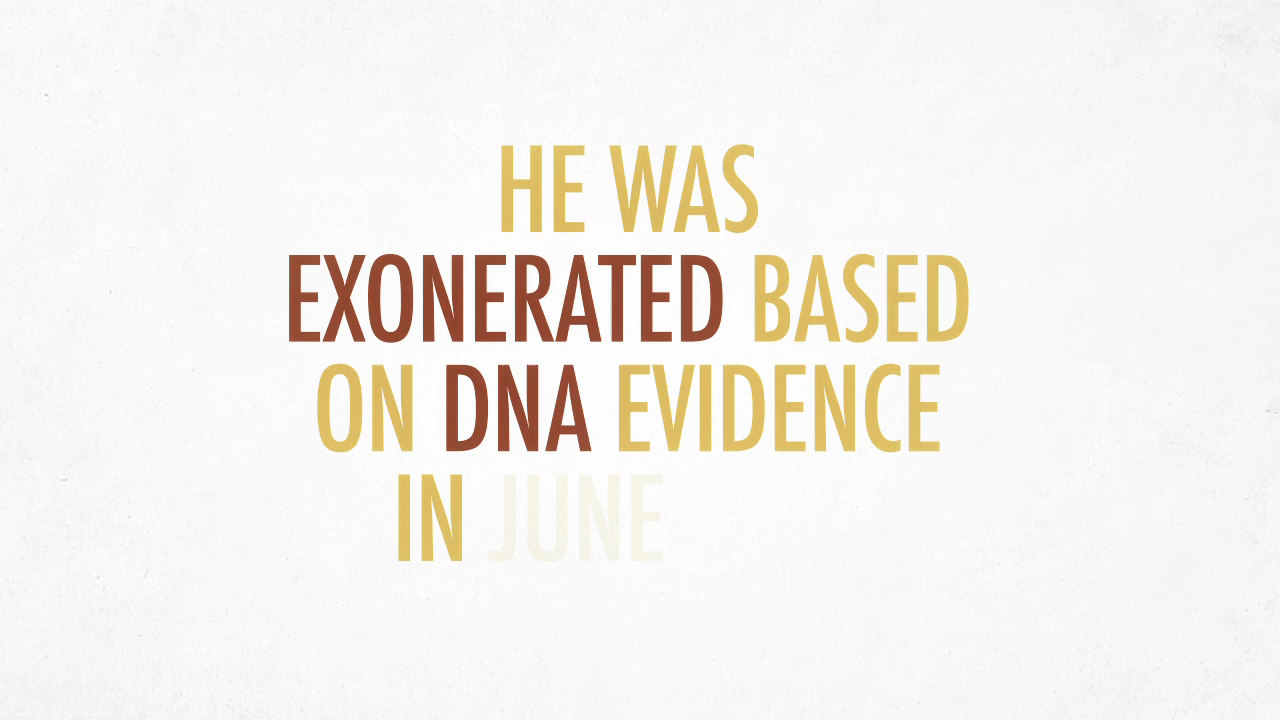 HE WAS
EXONERATED BASED
ON DNA EVIDENCE
IN JUNE